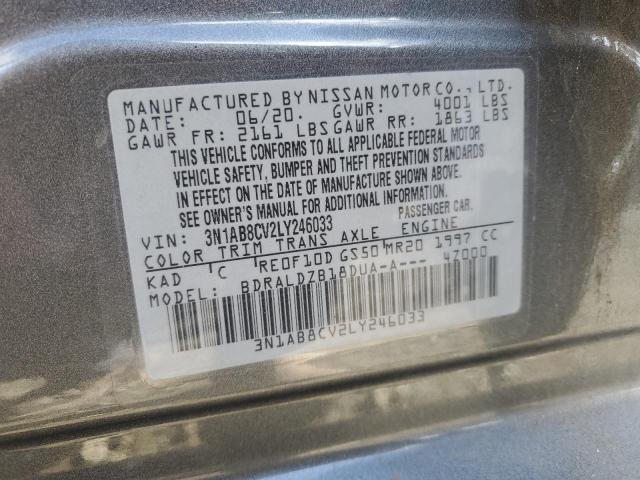 MANUFACTURED BY NISSAN MOTOR CO., LTD.
DATE: 06/20. GVWR: 4001 LBS
GAWR FR: 2161 LBS GAWR RR: 1863 LBS
THIS VEHICLE CONFORMS TO ALL APPLICABLE FEDERAL MOTOR
VEHICLE SAFETY, BUMPER, AND THEFT PREVENTION STANDARDS
IN EFFECT ON THE DATE OF MANUFACTURE SHOWN ABOVE.
SEE OWNER'S MANUAL FOR ADDITIONAL INFORMATION.
VIN: 3N1AB8CV2LY246033 PASSENGER CAR.
COLOR TRIM TRANS AXLE ENGINE
KAD C RE0F10D GS50 MR20 1997 CC
MODEL: BDRALDZB18DUA-A--- 47000
3N1AB8CV2LY246033